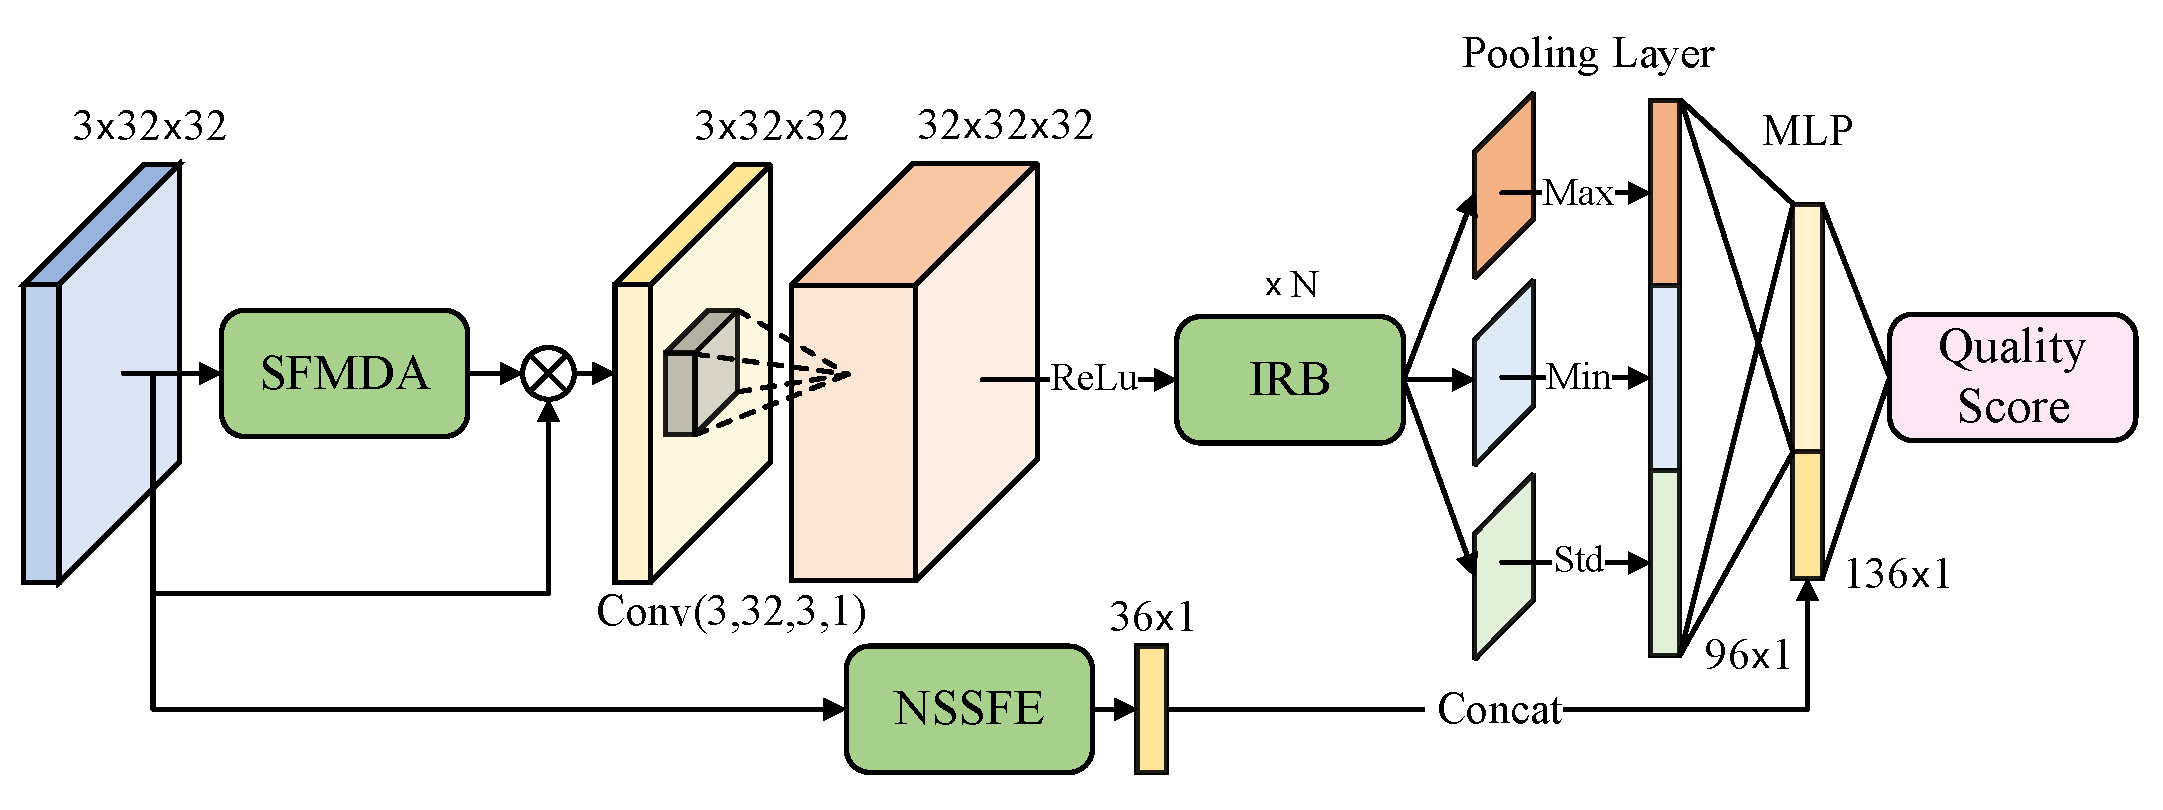 Pooling Layer
3x32x32
3x32x32
32x32x32
MLP
Max
x N
SFMDA
ReLu
IRB
Min
Quality
Score
Std
136x1
Conv(3,32,3,1)
36x1
96x1
NSSFE
Concat